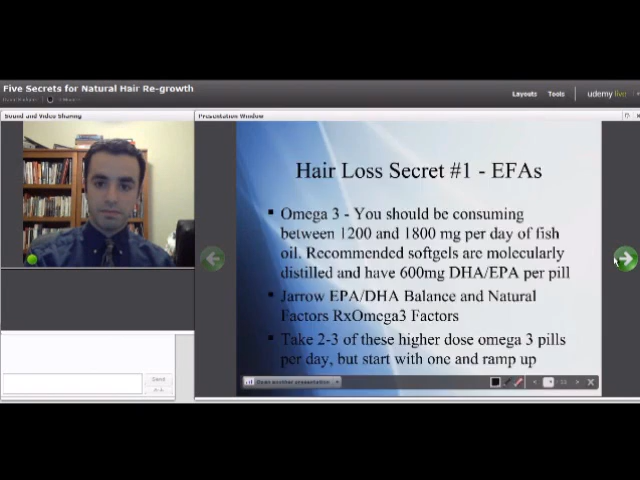 Five Secrets for Natural Hair Re-growth
Layouts
Tools
udemy live
Sound and Video Sharing
Presentation Window
Hair Loss Secret #1 - EFAs
Omega 3 - You should be consuming
between 1200 and 1800 mg per day of fish
oil. Recommended softgels are molecularly
distilled and have 600mg DHA/EPA per pill
Jarrow EPA/DHA Balance and Natural
Factors RxOmega3 Factors
Take 2-3 of these higher dose omega 3 pills
per day, but start with one and ramp up
Open another presentation
Send